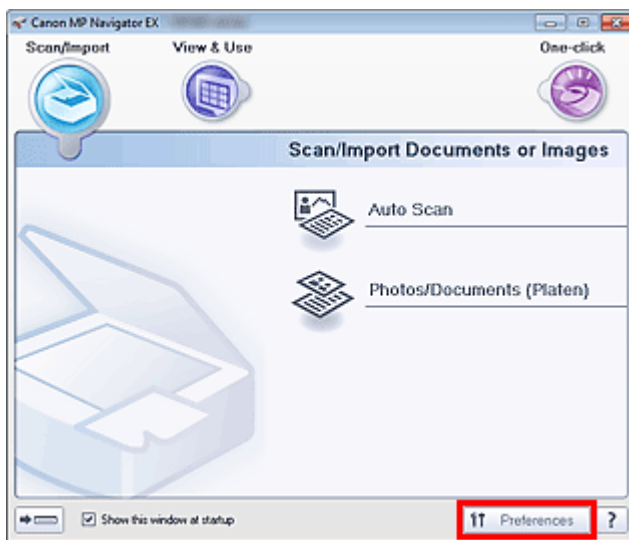 Canon MP Navigator EX
Scan/Import
View & Use
One-click
Scan/Import Documents or Images
Auto Scan
Photos/Documents (Platen)
Show this window at startup
Preferences
?